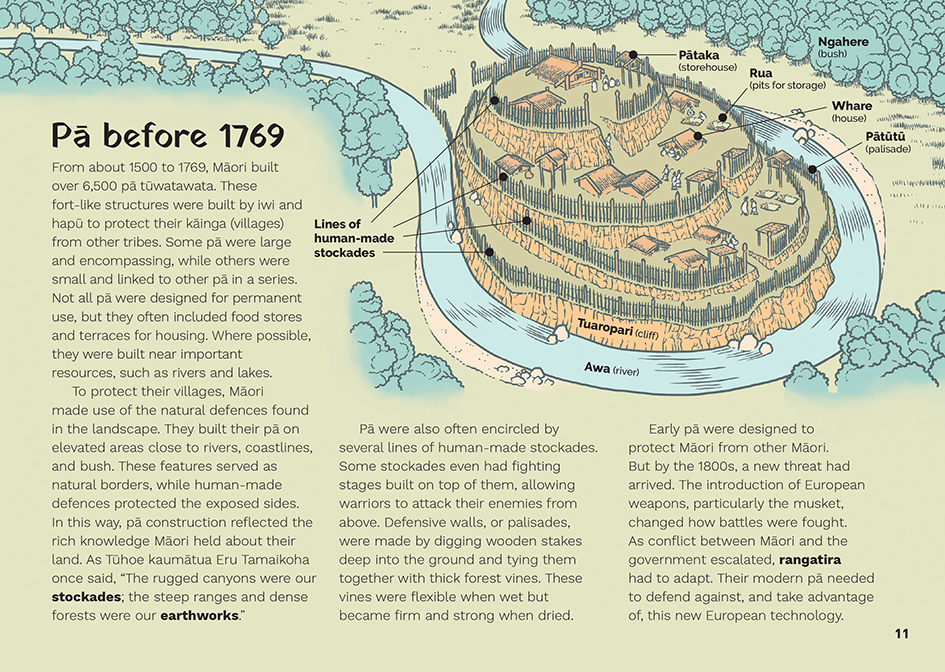 Pā before 1769
From about 1500 to 1769, Māori built
over 6,500 pā tūwatawata. These
fort-like structures were built by iwi and
hapū to protect their kāinga (villages)
from other tribes. Some pā were large
and encompassing, while others were
small and linked to other pā in a series.
Not all pā were designed for permanent
use, but they often included food stores
and terraces for housing. Where possible,
they were built near important
resources, such as rivers and lakes.
To protect their villages, Māori
made use of the natural defences found
in the landscape. They built their pā on
elevated areas close to rivers, coastlines,
and bush. These features served as
natural borders, while human-made
defences protected the exposed sides.
In this way, pā construction reflected the
rich knowledge Māori held about their
land. As Tūhoe kaumātua Eru Tamaikoha
once said, “The rugged canyons were our
stockades; the steep ranges and dense
forests were our earthworks.”
Pātaka
(storehouse)
Ngahere
(bush)
Rua
(pits for storage)
Whare
(house)
Pātūtū
(palisade)
Lines of
human-made
stockades
Tuaropari (cliff)
Awa (river)
Pā were also often encircled by
several lines of human-made stockades.
Some stockades even had fighting
stages built on top of them, allowing
warriors to attack their enemies from
above. Defensive walls, or palisades,
were made by digging wooden stakes
deep into the ground and tying them
together with thick forest vines. These
vines were flexible when wet but
became firm and strong when dried.
Early pā were designed to
protect Māori from other Māori.
But by the 1800s, a new threat had
arrived. The introduction of European
weapons, particularly the musket,
changed how battles were fought.
As conflict between Māori and the
government escalated, rangatira
had to adapt. Their modern pā needed
to defend against, and take advantage
of, this new European technology.
11